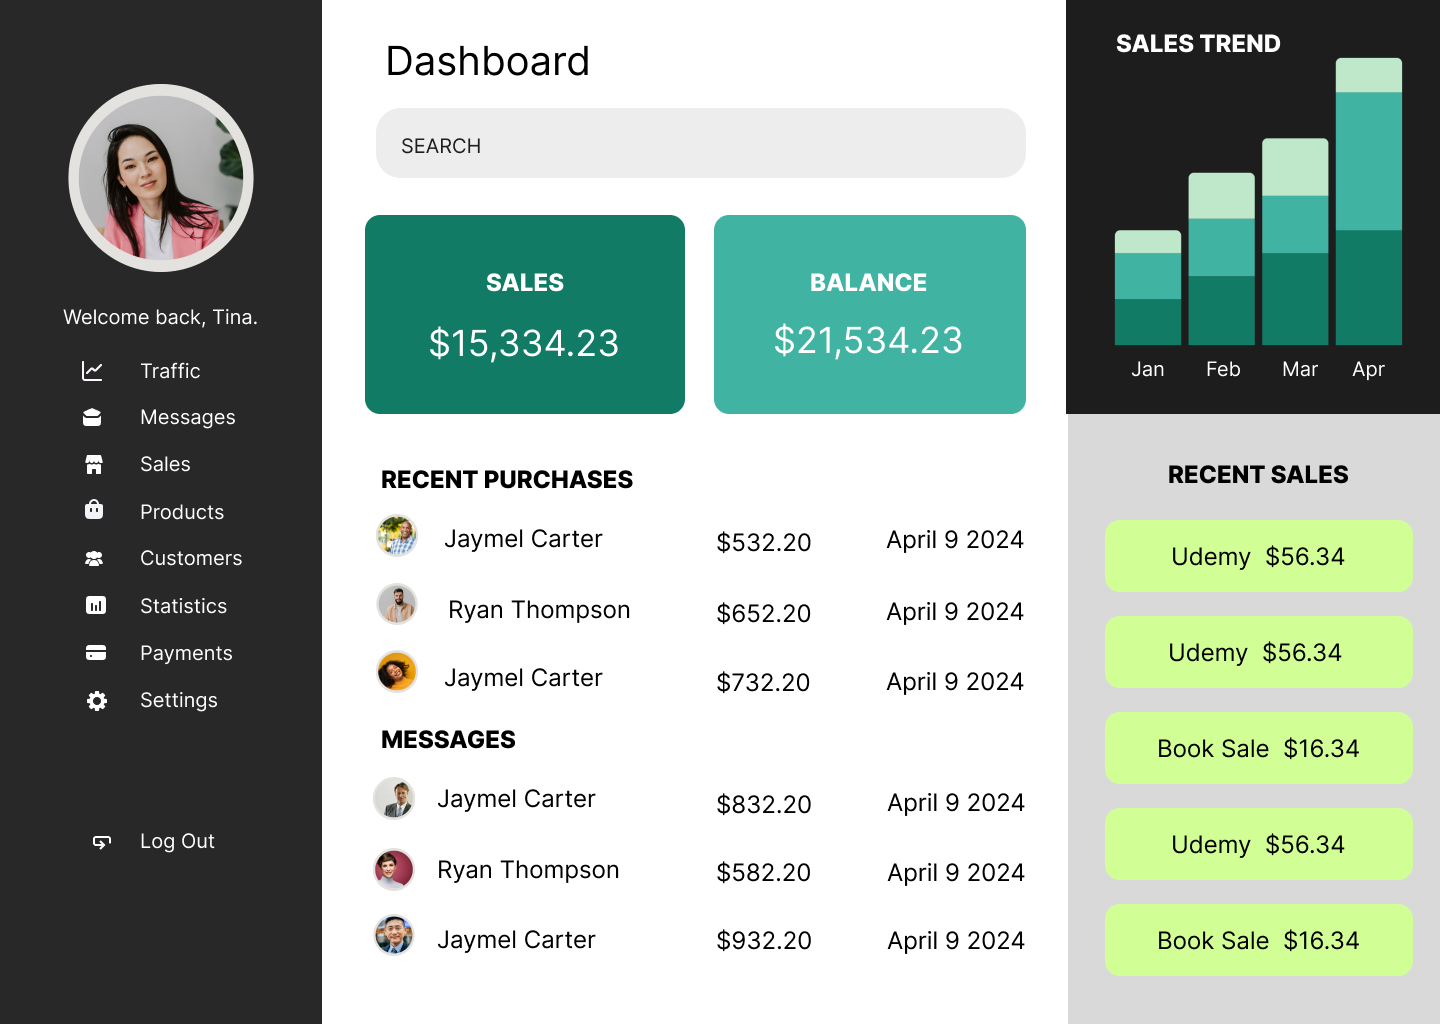 Welcome back, Tina.
Traffic
Messages
Sales
Products
Customers
Statistics
Payments
Settings
Log Out
Dashboard
SEARCH
SALES
$15,334.23
BALANCE
$21,534.23
RECENT PURCHASES
Jaymel Carter $532.20 April 9 2024
Ryan Thompson $652.20 April 9 2024
Jaymel Carter $732.20 April 9 2024
MESSAGES
Jaymel Carter $832.20 April 9 2024
Ryan Thompson $582.20 April 9 2024
Jaymel Carter $932.20 April 9 2024
SALES TREND
Jan Feb Mar Apr
RECENT SALES
Udemy $56.34
Udemy $56.34
Book Sale $16.34
Udemy $56.34
Book Sale $16.34